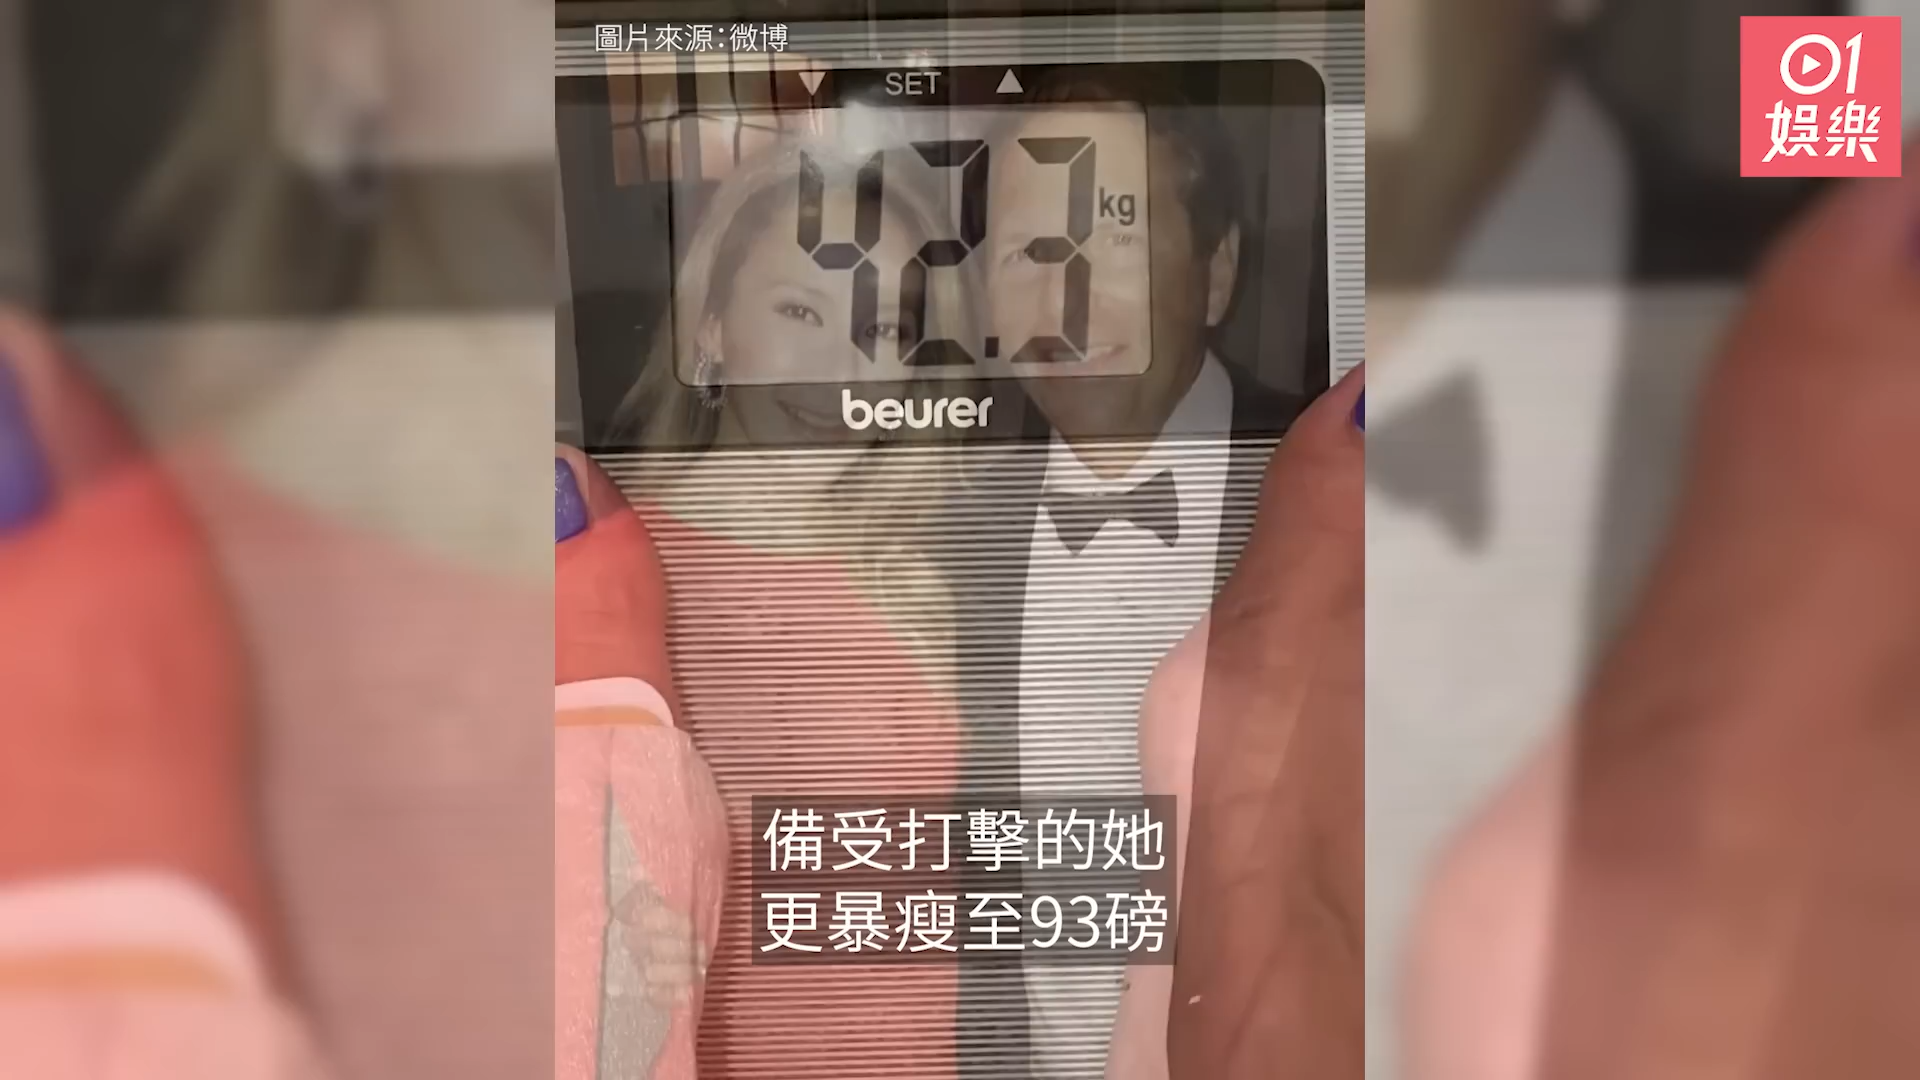 圖片來源：微博
01
娛樂
▼ SET ▲
42.3 kg
beurer
備受打擊的她
更暴瘦至93磅